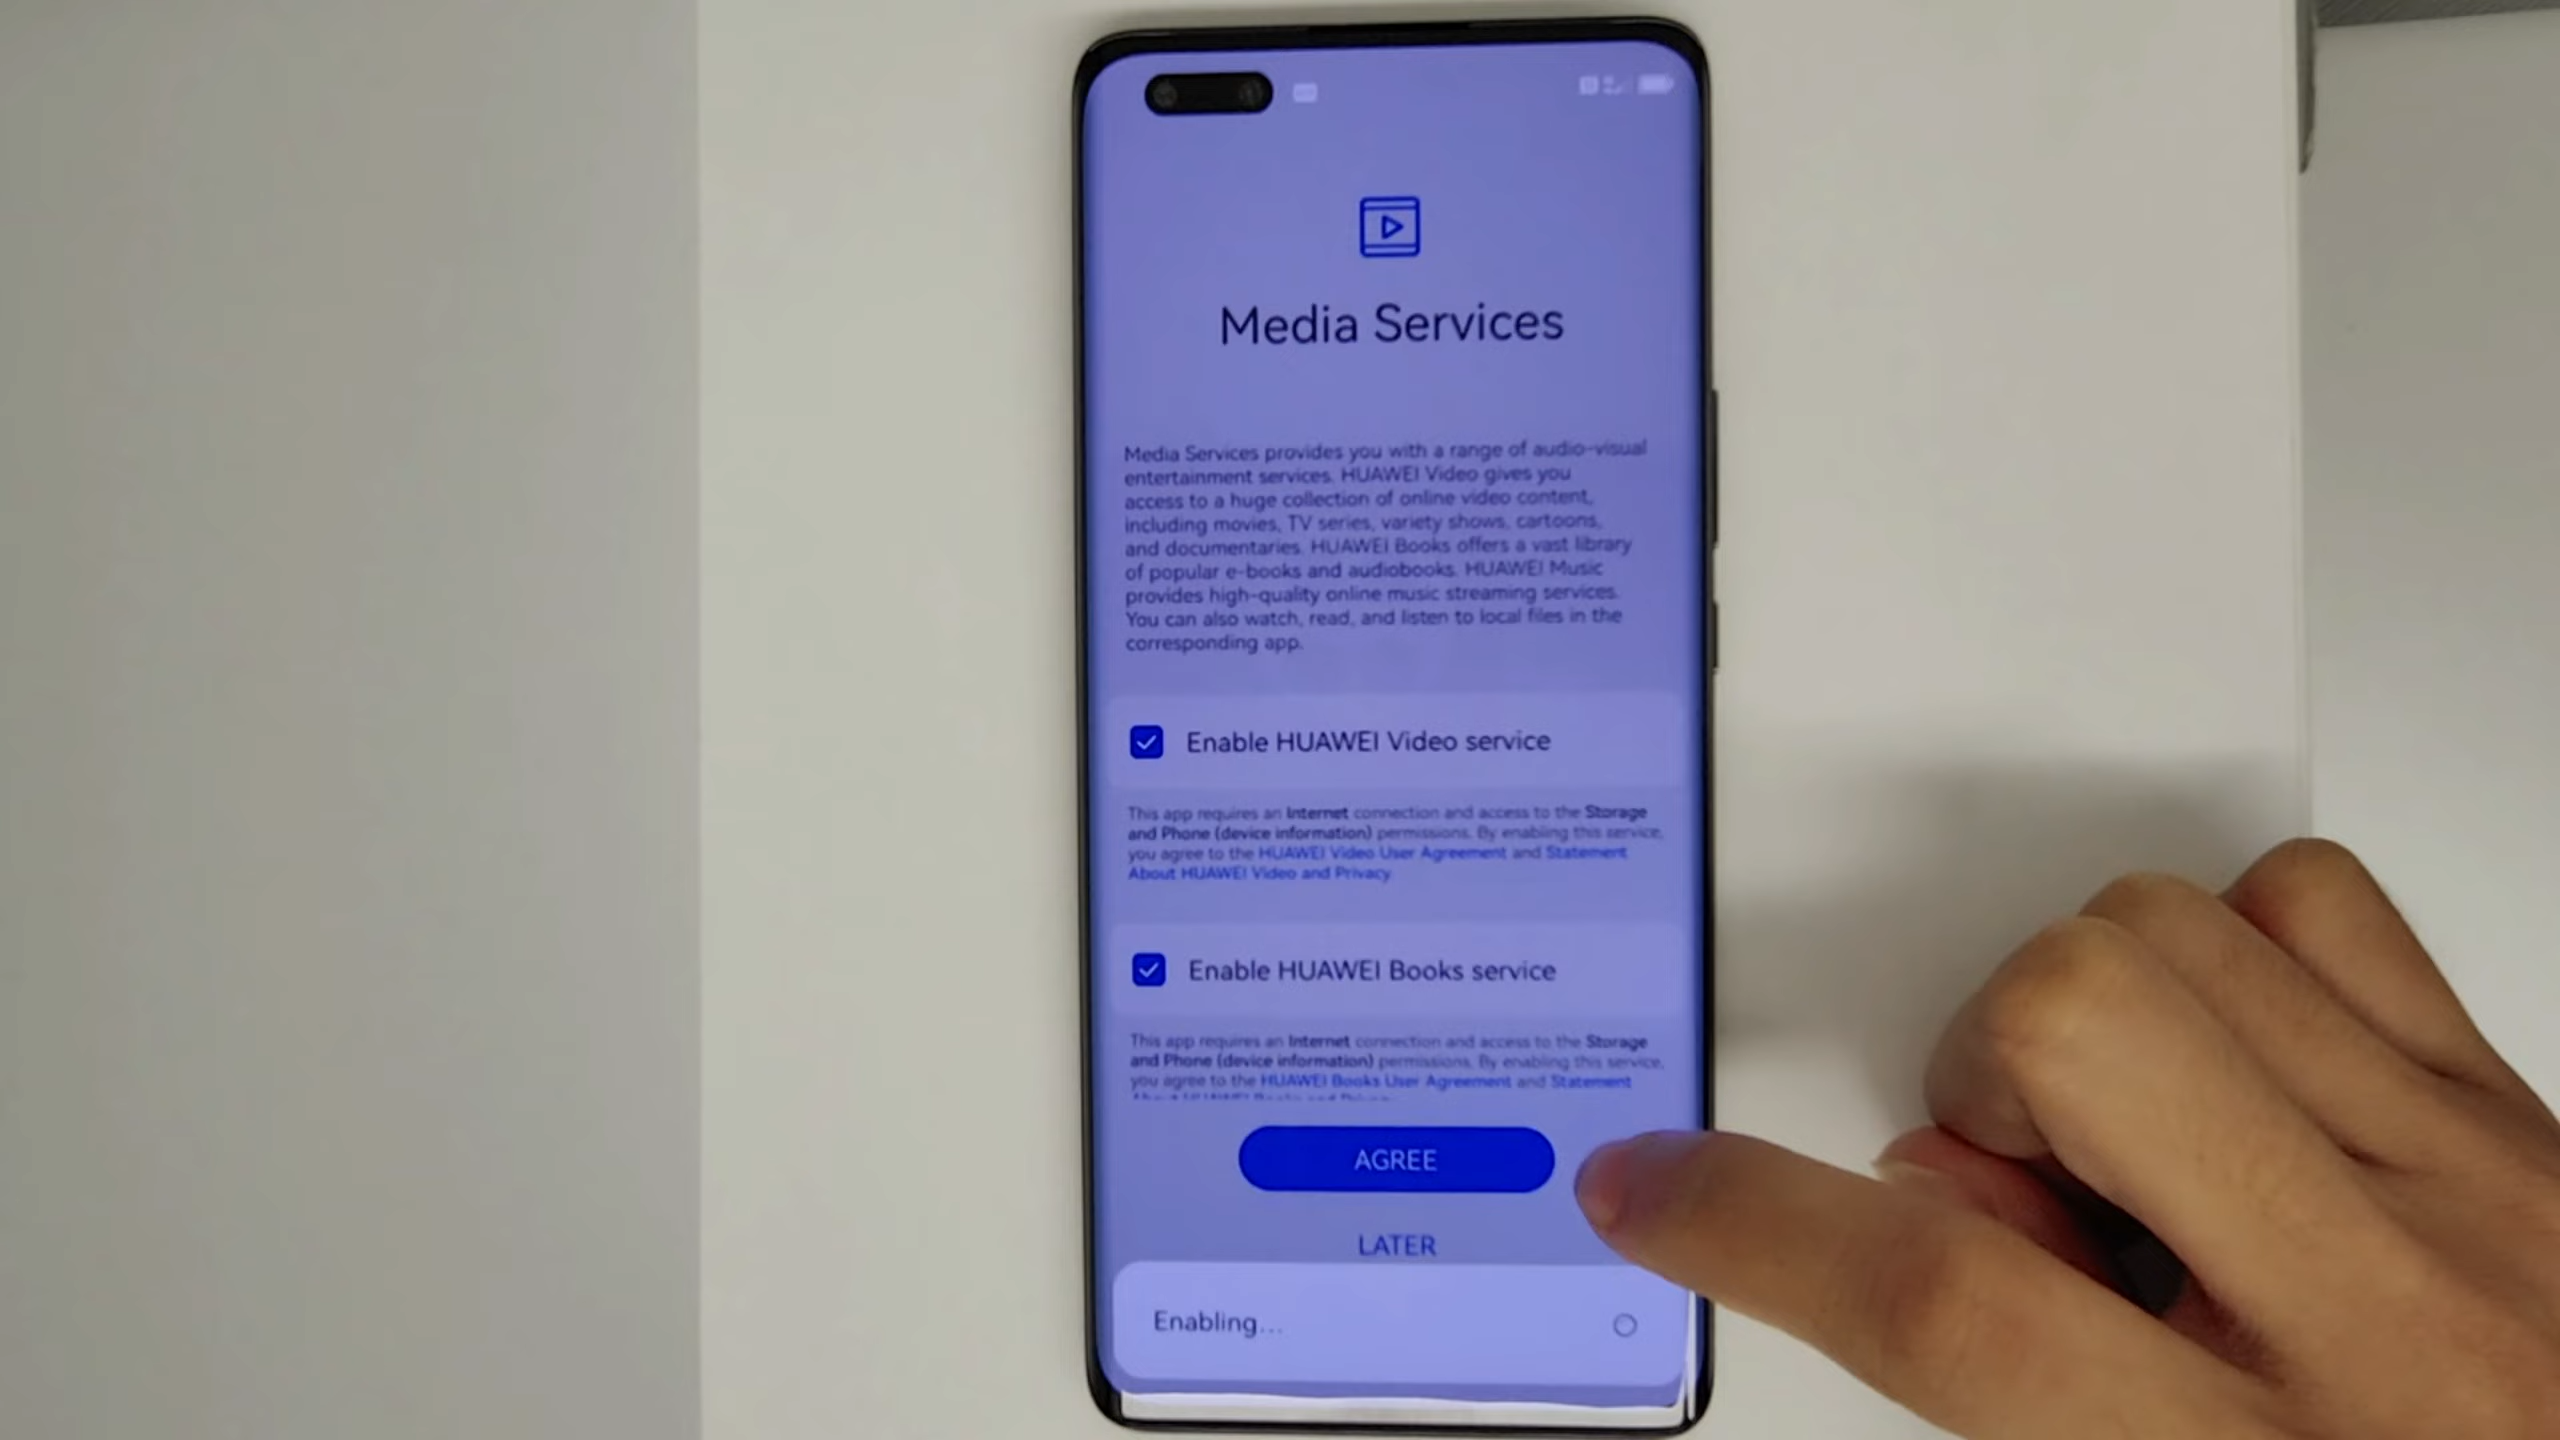 Media Services
Media Services provides you with a range of audio-visual
entertainment services. HUAWEI Video gives you
access to a huge collection of online video content,
including movies, TV series, variety shows, cartoons,
and documentaries. HUAWEI Books offers a vast library
of popular e-books and audiobooks. HUAWEI Music
provides high-quality online music streaming services.
You can also watch, read, and listen to local files in the
corresponding app.
Enable HUAWEI Video service
This app requires an Internet connection and access to the Storage
and Phone (device information) permissions. By enabling this service,
you agree to the HUAWEI Video User Agreement and Statement
About HUAWEI Video and Privacy.
Enable HUAWEI Books service
This app requires an Internet connection and access to the Storage
and Phone (device information) permissions. By enabling this service,
you agree to the HUAWEI Books User Agreement and Statement
About HUAWEI Books and Privacy
AGREE
LATER
Enabling...